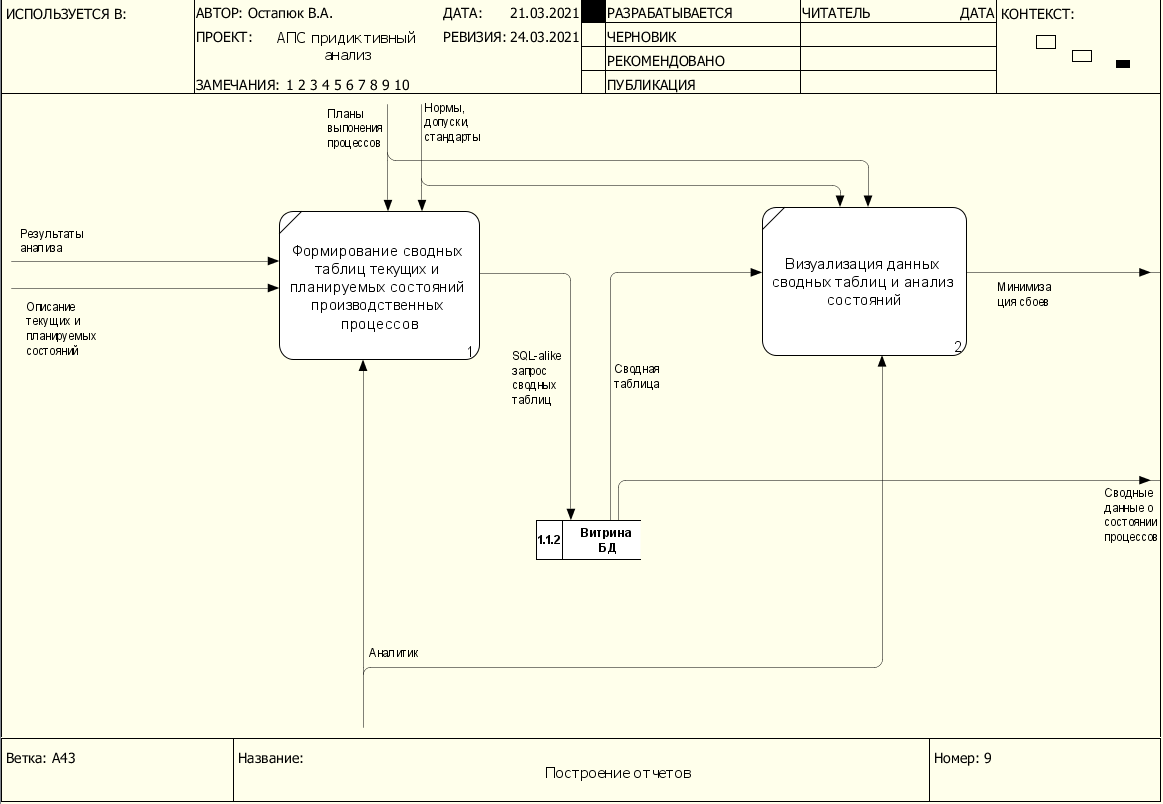 ИСПОЛЬЗУЕТСЯ В:
АВТОР: Остапюк В.А.
ДАТА: 21.03.2021
РАЗРАБАТЫВАЕТСЯ
ЧИТАТЕЛЬ
ДАТА
КОНТЕКСТ:
ПРОЕКТ: АПС придиктивный
анализ
РЕВИЗИЯ: 24.03.2021
ЧЕРНОВИК
РЕКОМЕНДОВАНО
ЗАМЕЧАНИЯ: 1 2 3 4 5 6 7 8 9 10
ПУБЛИКАЦИЯ
Планы
выпонения
процессов
Нормы,
допуски,
стандарты
Результаты
анализа
Описание
текущих и
планируемых
состояний
Формирование сводных
таблиц текущих и
планируемых состояний
производственных
процессов
1
Визуализация данных
сводных таблиц и анализ
состояний
2
Минимиза
ция сбоев
SQL-alike
запрос
сводных
таблиц
Сводная
таблица
Сводные
данные о
состоянии
процессов
1.1.2
Витрина
БД
Аналитик
Ветка: A43
Название:
Построение отчетов
Номер: 9